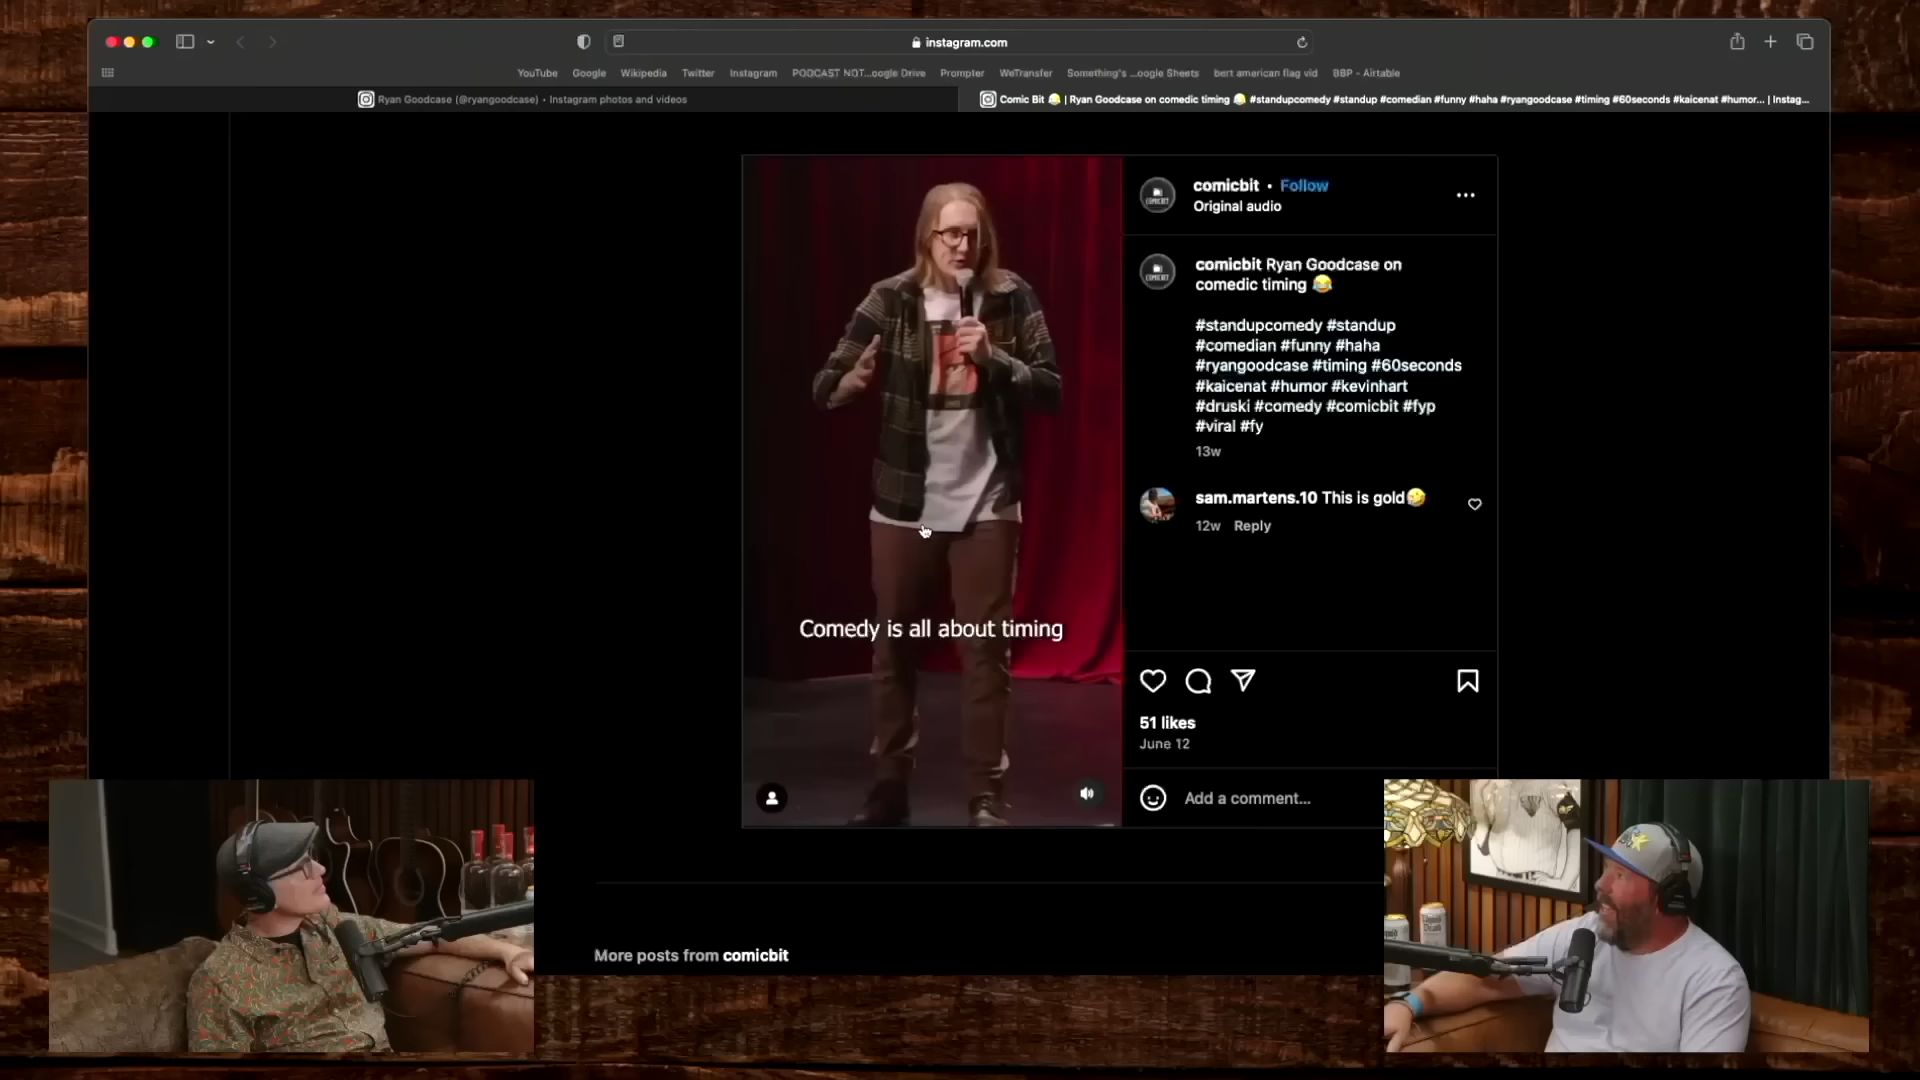 instagram.com
YouTube Google Wikipedia Twitter Instagram PODCAST NOT...oogle Drive Prompter WeTransfer Something's ...oogle Sheets bert american flag vid BBP - Airtable
Ryan Goodcase (@ryangoodcase) • Instagram photos and videos
Comic Bit 😂 | Ryan Goodcase on comedic timing 😂 #standupcomedy #standup #comedian #funny #haha #ryangoodcase #timing #60seconds #kaicenat #humor... | Instag...
comicbit • Follow
Original audio
comicbit Ryan Goodcase on
comedic timing 😂
#standupcomedy #standup
#comedian #funny #haha
#ryangoodcase #timing #60seconds
#kaicenat #humor #kevinhart
#druski #comedy #comicbit #fyp
#viral #fy
13w
sam.martens.10 This is gold🤣
12w Reply
Comedy is all about timing
51 likes
June 12
Add a comment...
More posts from comicbit